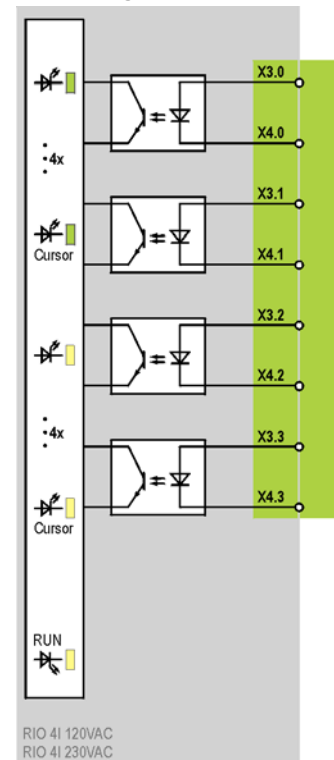 X3.0
X4.0
4x
X3.1
Cursor
X4.1
X3.2
X4.2
4x
X3.3
X4.3
Cursor
RUN
RIO 4I 120VAC
RIO 4I 230VAC